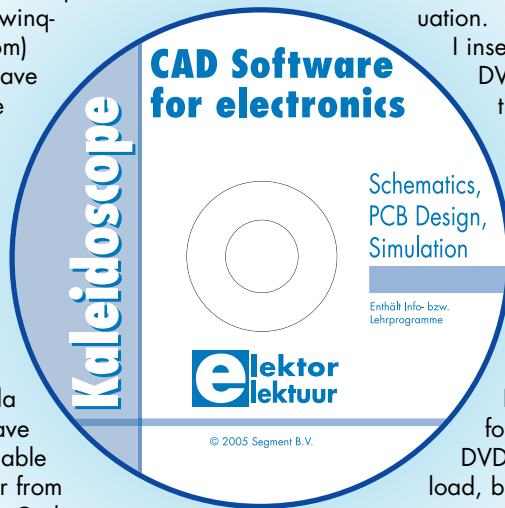 winq-
om)
ave
uation.
I inse
DV
t
Kaleidoscope
CAD Software
for electronics
Schematics,
PCB Design,
Simulation
Enthält Info- bzw.
Lehrprogramme
elektor
elektuur
© 2005 Segment B.V.
la
ave
able
r from
fo
DVD
load, b